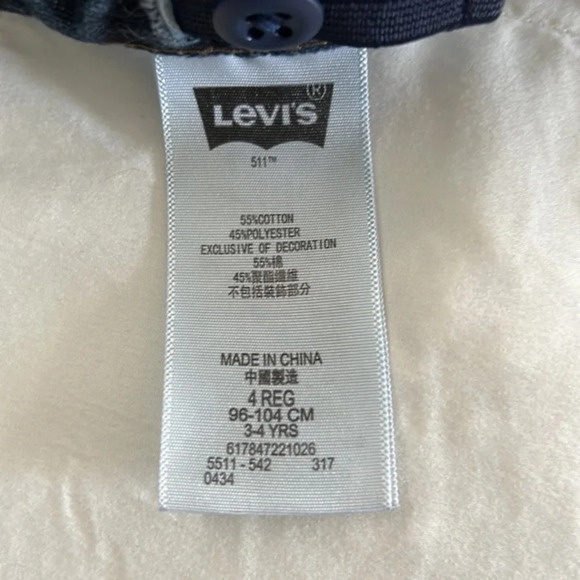 LEVI'S®
511™
55%COTTON
45%POLYESTER
EXCLUSIVE OF DECORATION
55%棉
45%聚酯纖維
不包括裝飾部分
MADE IN CHINA
中國製造
4 REG
96-104 CM
3-4 YRS
617847221026
5511 - 542 317
0434